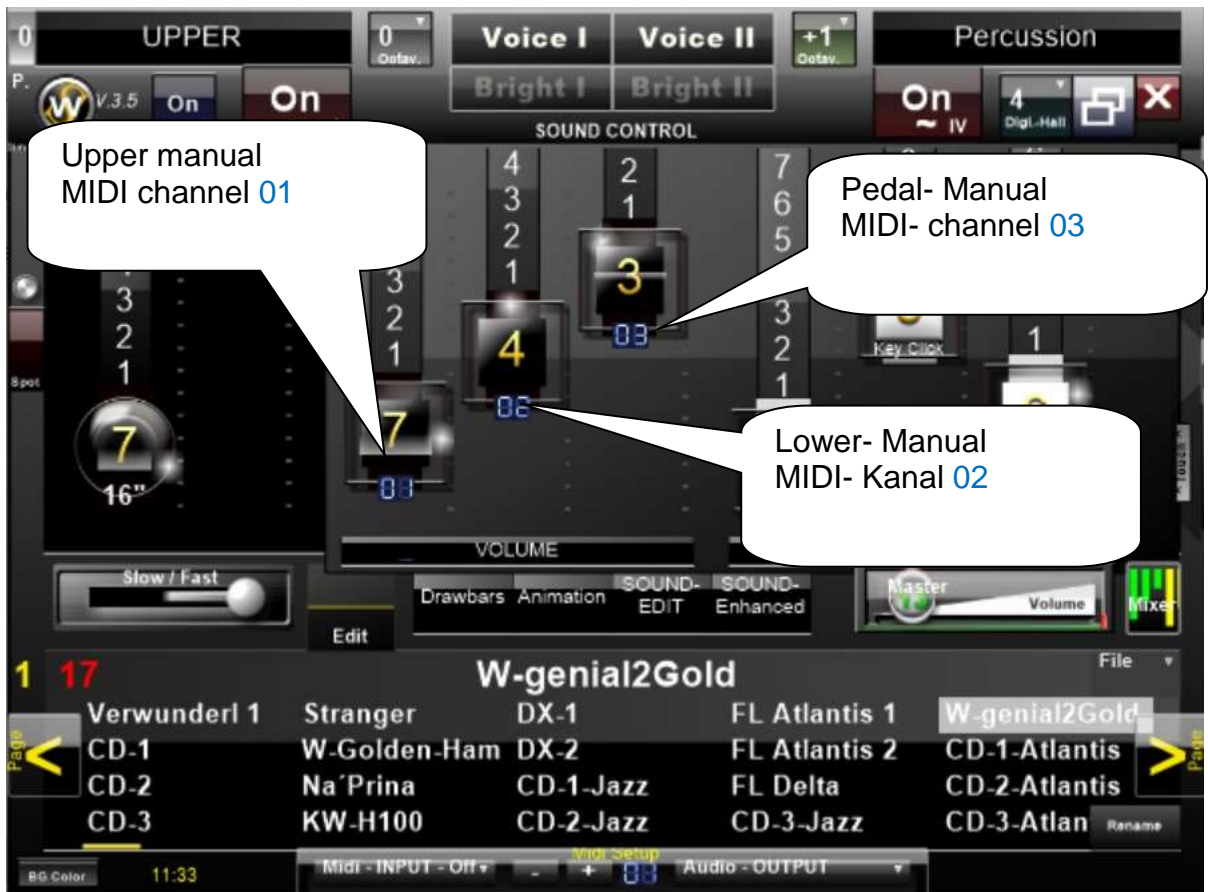 0 UPPER 0 Octav. Voice I Voice II +1 Octav. Percussion
P. W V.3.5 On On Bright I Bright II On ~ IV 4 Digi.-Hall X
SOUND CONTROL
Upper manual
MIDI channel 01
Pedal- Manual
MIDI- channel 03
Lower- Manual
MIDI- Kanal 02
4
3
2
1
4
02
2
1
3
03
3
2
1
7
01
3
2
1
7
16"
7
6
5
3
2
1
Key Click
1
Spot
VOLUME
Slow / Fast
Drawbars Animation SOUND-EDIT SOUND-Enhanced
Master Volume Mixer
Edit
1 17 W-genial2Gold File
Verwunderl 1 Stranger DX-1 FL Atlantis 1 W-genial2Gold
CD-1 W-Golden-Ham DX-2 FL Atlantis 2 CD-1-Atlantis
CD-2 Na´Prina CD-1-Jazz FL Delta CD-2-Atlantis
CD-3 KW-H100 CD-2-Jazz CD-3-Jazz CD-3-Atlan Rename
Page < > Page
Midi Setup
BG Color 11:33 Midi - INPUT - Off - + 01 Audio - OUTPUT